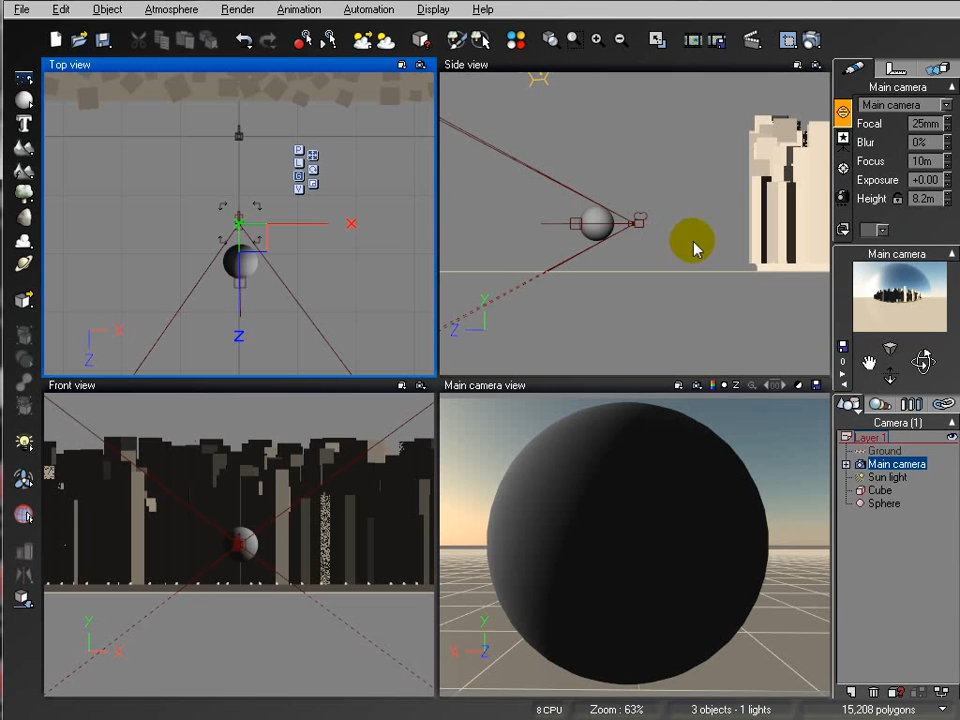 File Edit Object Atmosphere Render Animation Automation Display Help
Top view
Side view
Main camera
Main camera
Focal 25mm
Blur 0%
Focus 10m
Exposure +0.00
Height 8.2m
P
L
G
V
X
Z
X
Z
Y
Z
Main camera
0
Front view
Main camera view
Z
Camera (1)
Layer 1
Ground
Main camera
Sun light
Cube
Sphere
Y
X
Y
X Z
8 CPU Zoom : 63% 3 objects - 1 lights 15,208 polygons